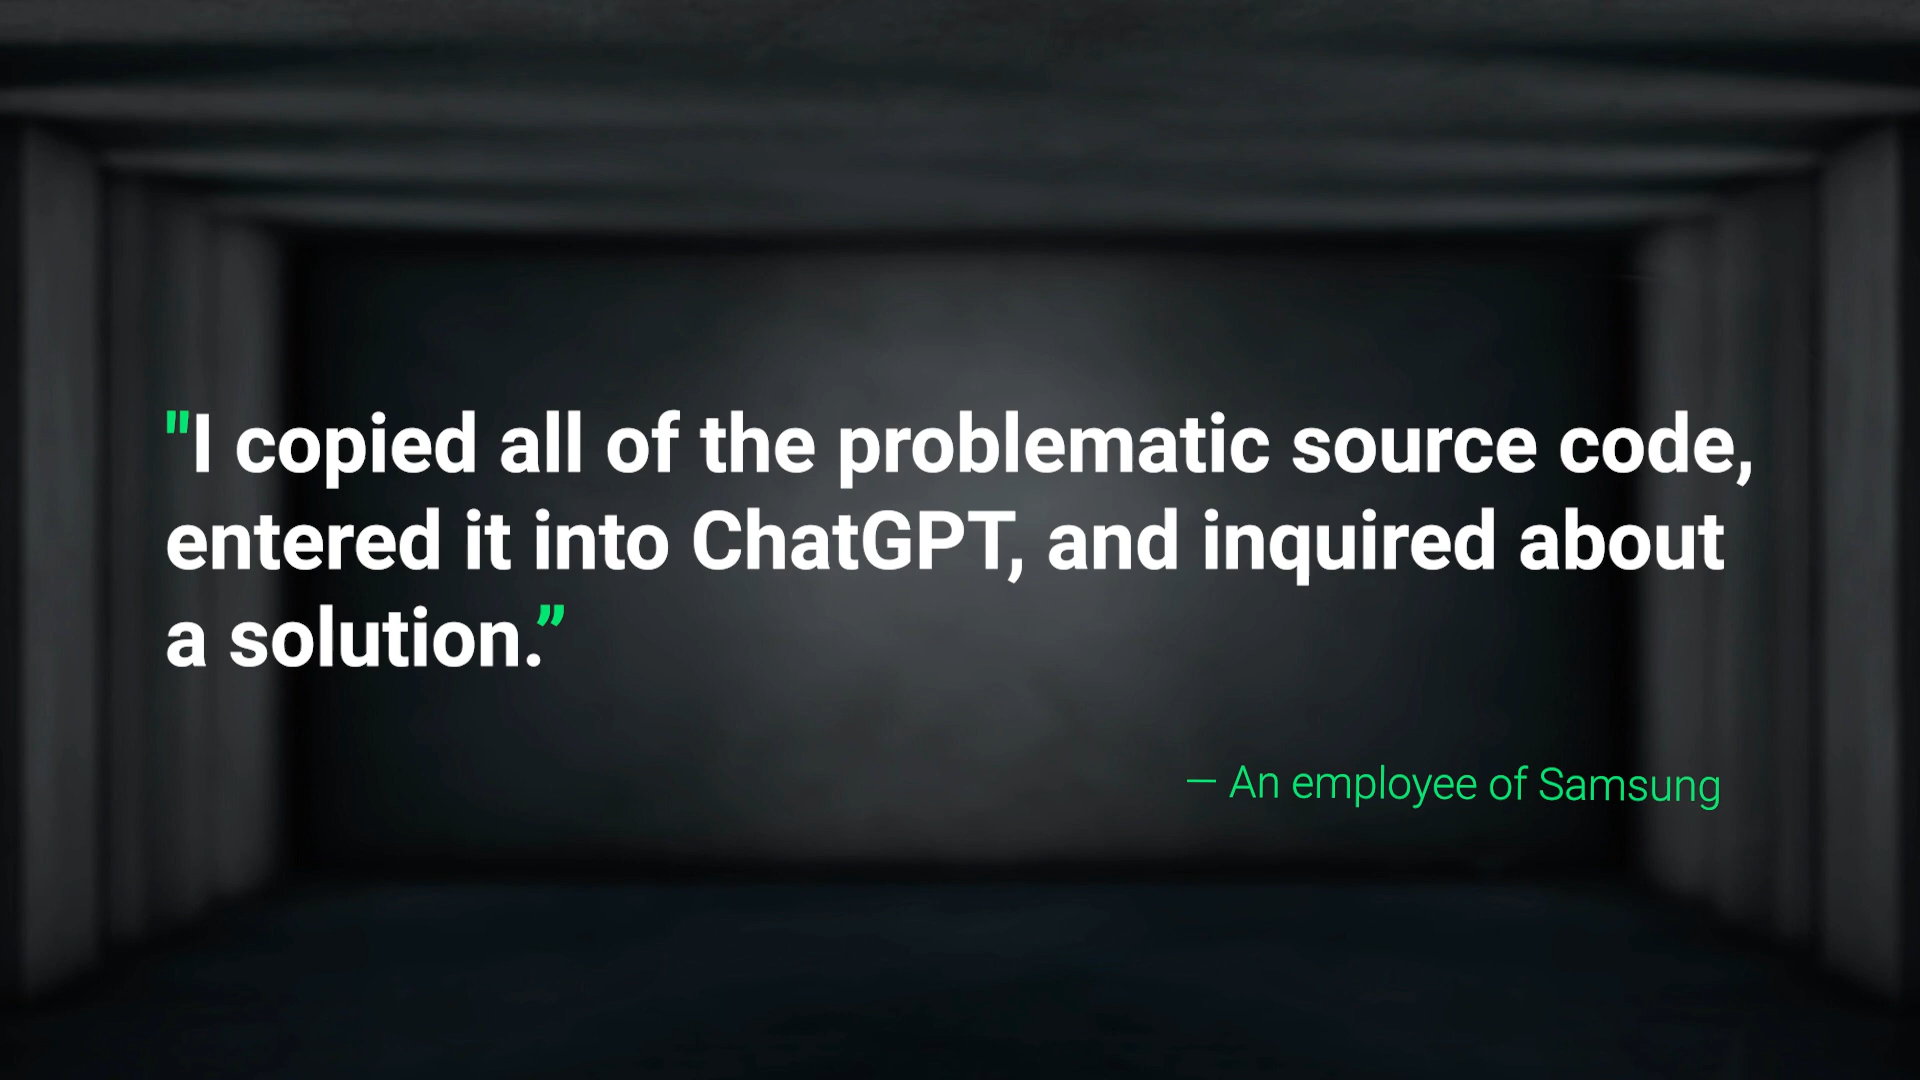 "I copied all of the problematic source code,
entered it into ChatGPT, and inquired about
a solution.”
— An employee of Samsung